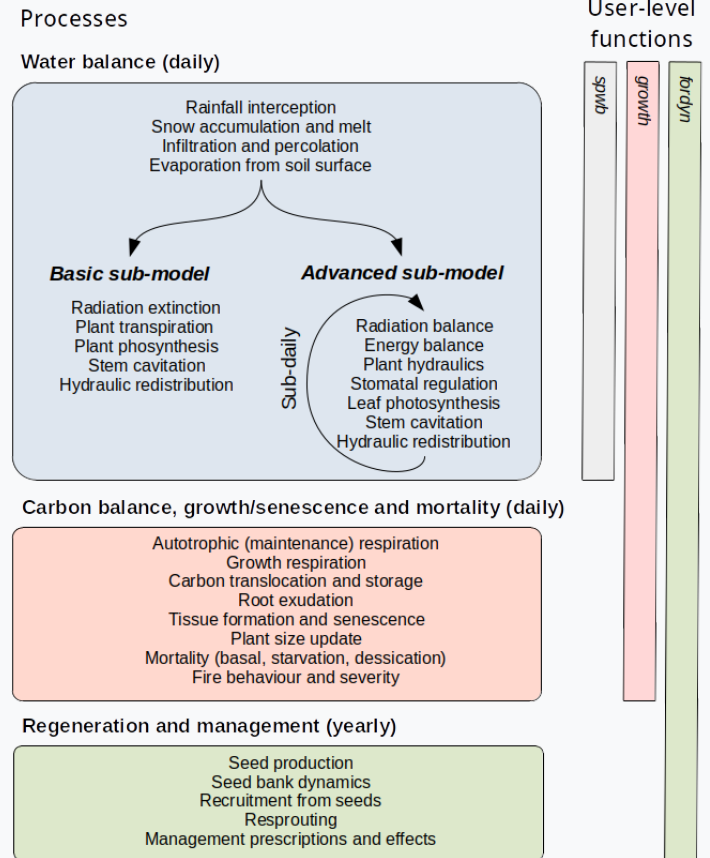 Processes
User-level
functions
Water balance (daily)
spwb
growth
fordyn
Rainfall interception
Snow accumulation and melt
Infiltration and percolation
Evaporation from soil surface
Basic sub-model
Radiation extinction
Plant transpiration
Plant phosynthesis
Stem cavitation
Hydraulic redistribution
Advanced sub-model
Sub-daily
Radiation balance
Energy balance
Plant hydraulics
Stomatal regulation
Leaf photosynthesis
Stem cavitation
Hydraulic redistribution
Carbon balance, growth/senescence and mortality (daily)
Autotrophic (maintenance) respiration
Growth respiration
Carbon translocation and storage
Root exudation
Tissue formation and senescence
Plant size update
Mortality (basal, starvation, dessication)
Fire behaviour and severity
Regeneration and management (yearly)
Seed production
Seed bank dynamics
Recruitment from seeds
Resprouting
Management prescriptions and effects